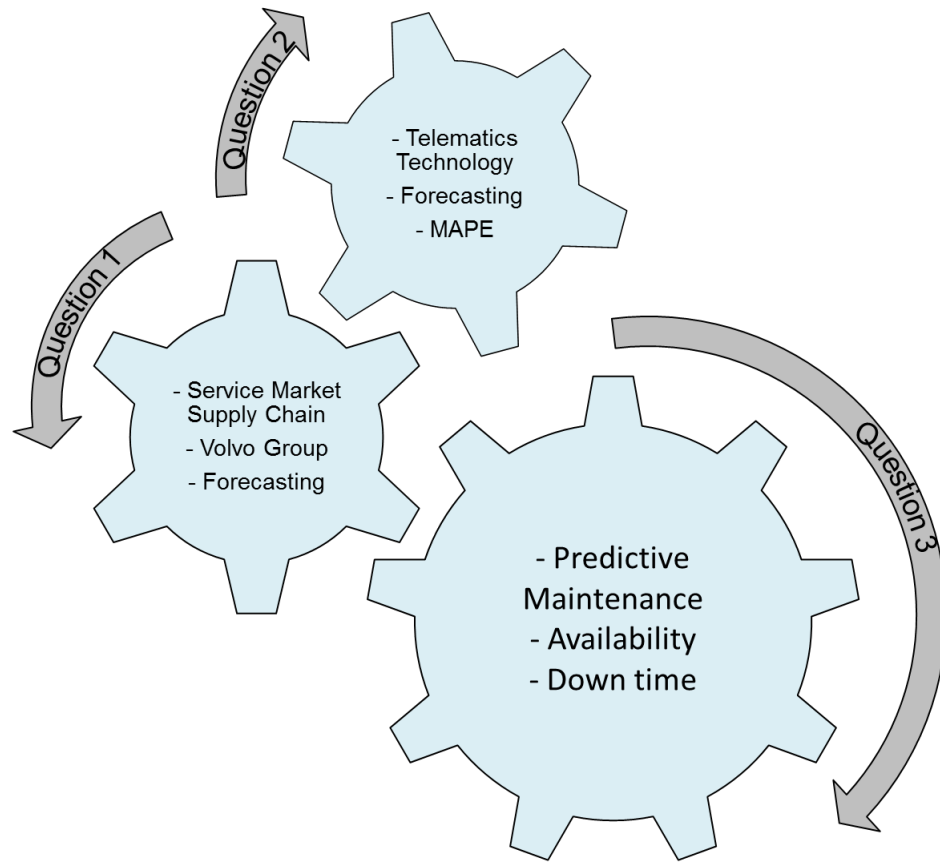 Question 2
- Telematics
Technology
- Forecasting
- MAPE
Question 1
- Service Market
Supply Chain
- Volvo Group
- Forecasting
Question 3
- Predictive
Maintenance
- Availability
- Down time